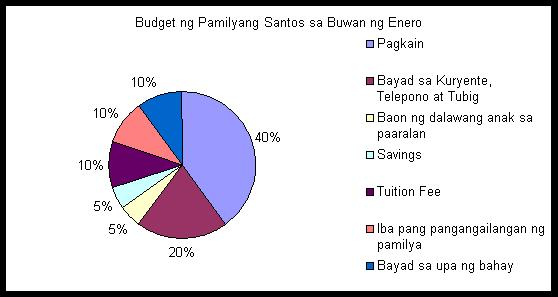 Budget ng Pamilyang Santos sa Buwan ng Enero
10%
10%
10%
5%
5%
20%
40%
Pagkain
Bayad sa Kuryente,
Telepono at Tubig
Baon ng dalawang anak sa
paaralan
Savings
Tuition Fee
Iba pang pangangailangan ng
pamilya
Bayad sa upa ng bahay